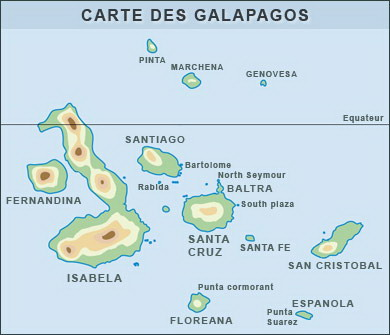 CARTE DES GALAPAGOS
PINTA
MARCHENA
GENOVESA
Equateur
SANTIAGO
Bartolome
North Seymour
Rabida
BALTRA
FERNANDINA
South plaza
SANTA
CRUZ
SANTA FE
SAN CRISTOBAL
ISABELA
Punta cormorant
ESPANOLA
Punta
Suarez
FLOREANA